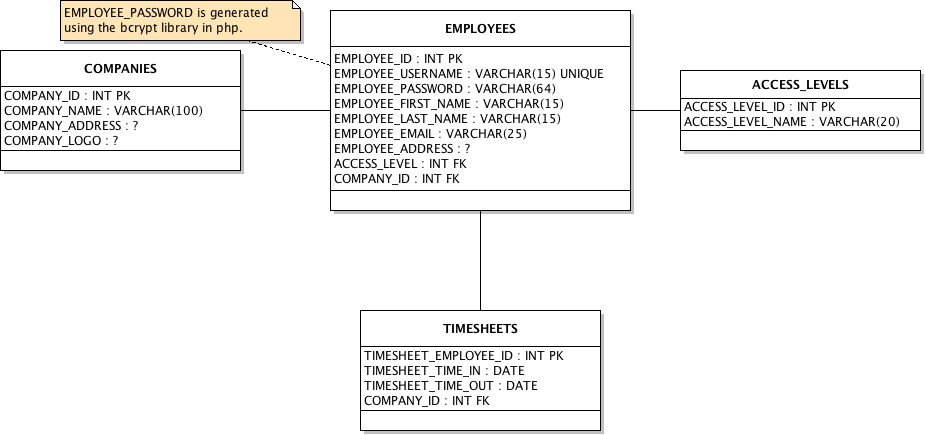 EMPLOYEE_PASSWORD is generated
using the bcrypt library in php.
EMPLOYEES
EMPLOYEE_ID : INT PK
EMPLOYEE_USERNAME : VARCHAR(15) UNIQUE
EMPLOYEE_PASSWORD : VARCHAR(64)
EMPLOYEE_FIRST_NAME : VARCHAR(15)
EMPLOYEE_LAST_NAME : VARCHAR(15)
EMPLOYEE_EMAIL : VARCHAR(25)
EMPLOYEE_ADDRESS : ?
ACCESS_LEVEL : INT FK
COMPANY_ID : INT FK
COMPANIES
COMPANY_ID : INT PK
COMPANY_NAME : VARCHAR(100)
COMPANY_ADDRESS : ?
COMPANY_LOGO : ?
ACCESS_LEVELS
ACCESS_LEVEL_ID : INT PK
ACCESS_LEVEL_NAME : VARCHAR(20)
TIMESHEETS
TIMESHEET_EMPLOYEE_ID : INT PK
TIMESHEET_TIME_IN : DATE
TIMESHEET_TIME_OUT : DATE
COMPANY_ID : INT FK